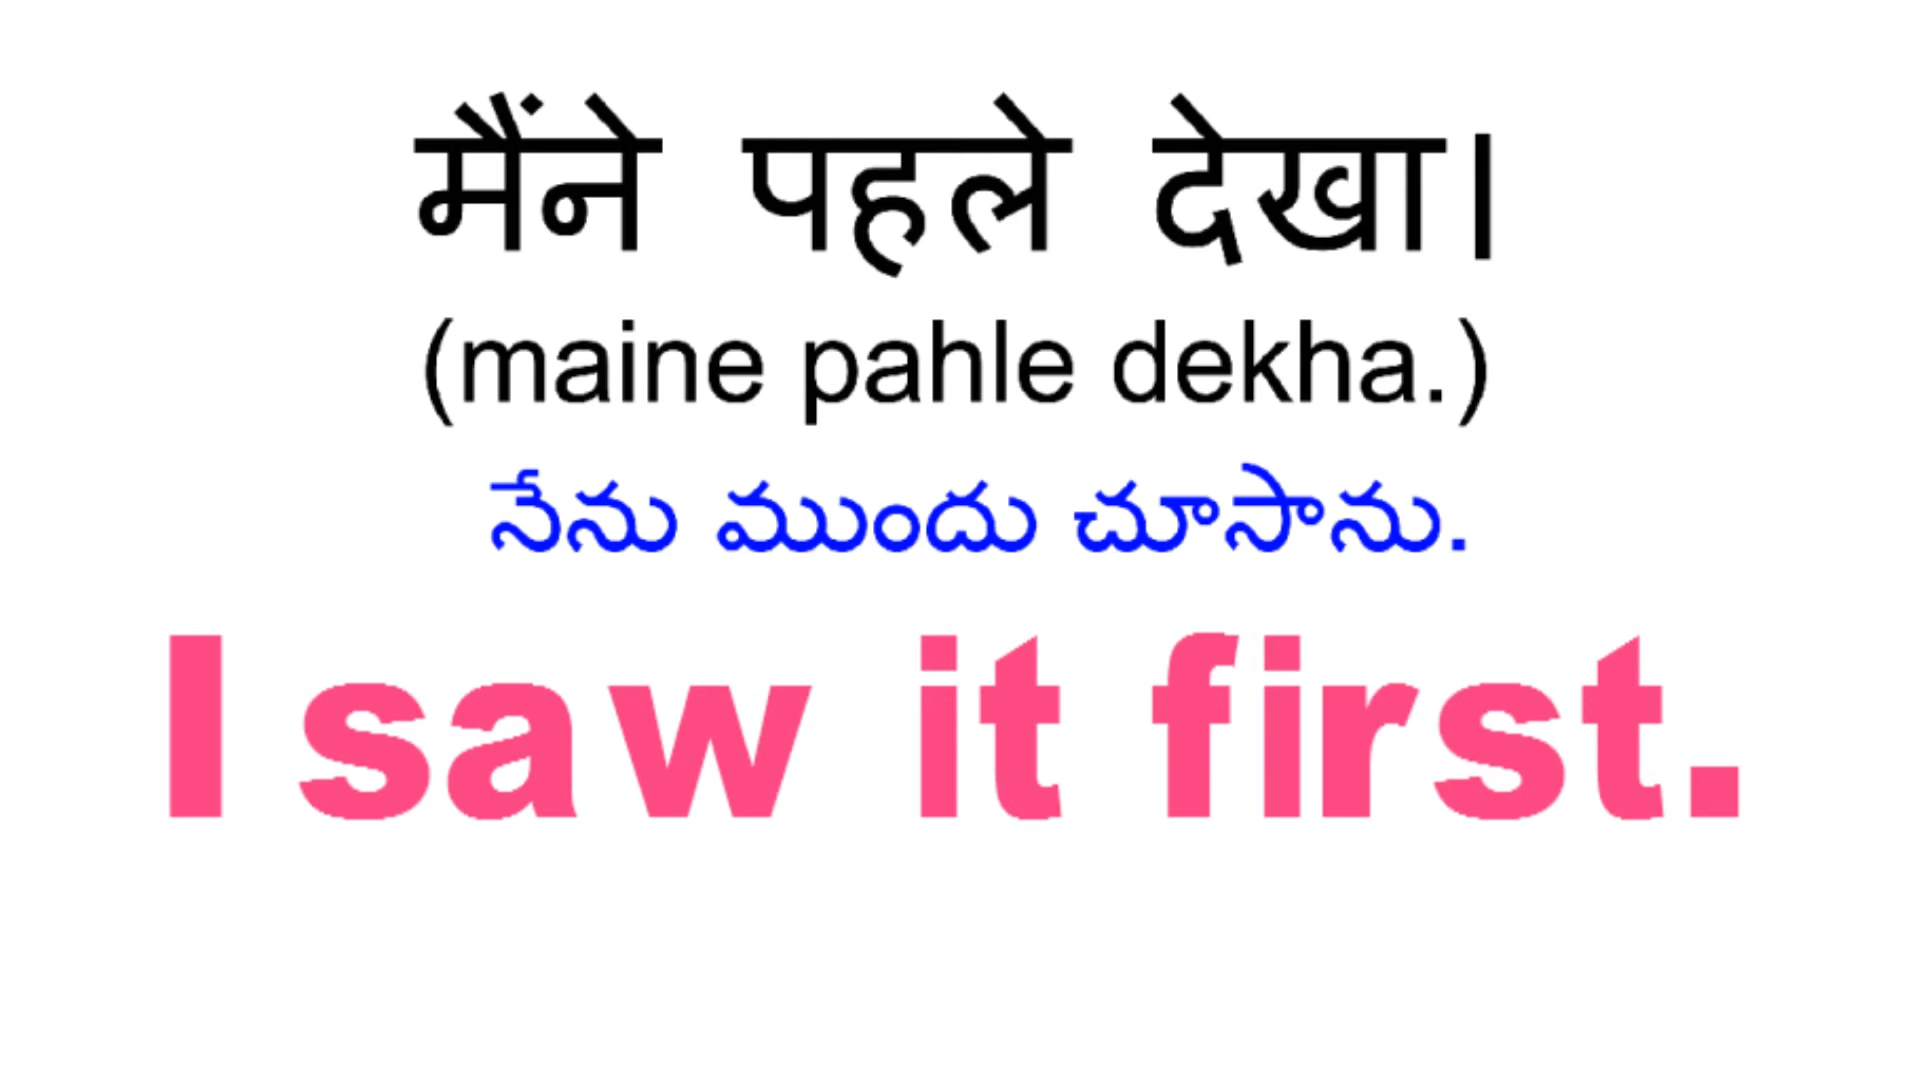 मैंने पहले देखा।
(maine pahle dekha.)
నేను ముందు చూసాను.
I saw it first.